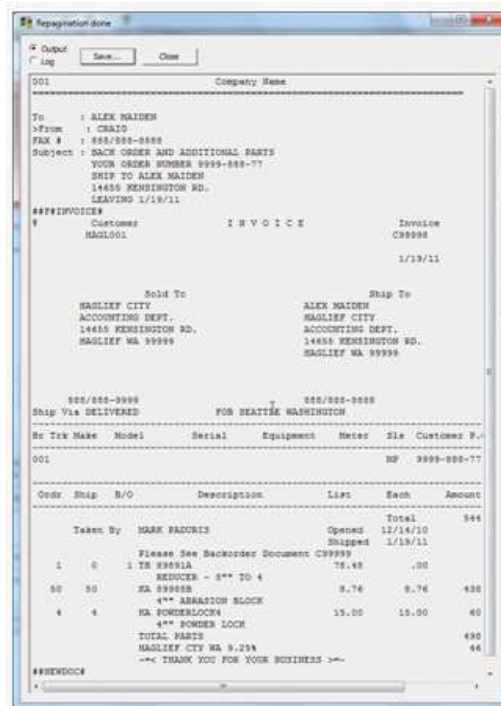 Repagination done
Output
Log
Save...
Close
001 Company Name
To : ALEX MAIDEN
>From : CRAIG
FAX # : 888/888-8888
Subject : BACK ORDER AND ADDITIONAL PARTS
YOUR ORDER NUMBER 9999-888-77
SHIP TO ALEX MAIDEN
14655 KENSINGTON RD.
LEAVING 1/19/11
##F#INVOICE#
# Customer I N V O I C E Invoice
HAGL001 C99998
1/19/11
Sold To Ship To
HAGLIEF CITY ALEX MAIDEN
ACCOUNTING DEPT. HAGLIEF CITY
14655 KENSINGTON RD. ACCOUNTING DEPT.
HAGLIEF WA 99999 14655 KENSINGTON RD.
HAGLIEF WA 99999
888/888-9999 888/888-8888
Ship Via DELIVERED FOB SEATTLE WASHINGTON
Br Trk Make Model Serial Equipment Meter Sls Customer P.
001 MP 9999-888-77
Ordr Ship B/O Description List Each Amount
Total 544
Taken By MARK PADURIS Opened 12/14/10
Shipped 1/19/11
Please See Backorder Document C99999
1 0 1 TB 89891A 78.48 .00
REDUCER - 8"" TO 4
50 50 KA 89988B 8.76 8.76 438
4"" ABRASION BLOCK
4 4 KA POWDERLOCK4 15.00 15.00 60
4"" POWDER LOCK
TOTAL PARTS 498
HAGLIEF CTY WA 9.25% 46
-=< THANK YOU FOR YOUR BUSINESS >=-
##NEWDOC#